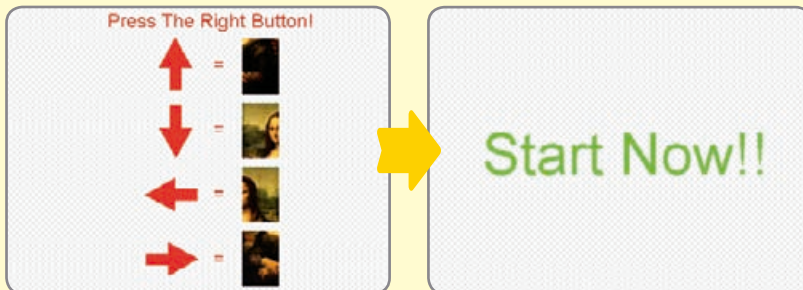 Press The Right Button!
=
=
=
=
Start Now!!